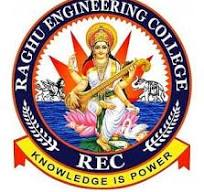 RAGHU ENGINEERING COLLEGE
REC
KNOWLEDGE IS POWER